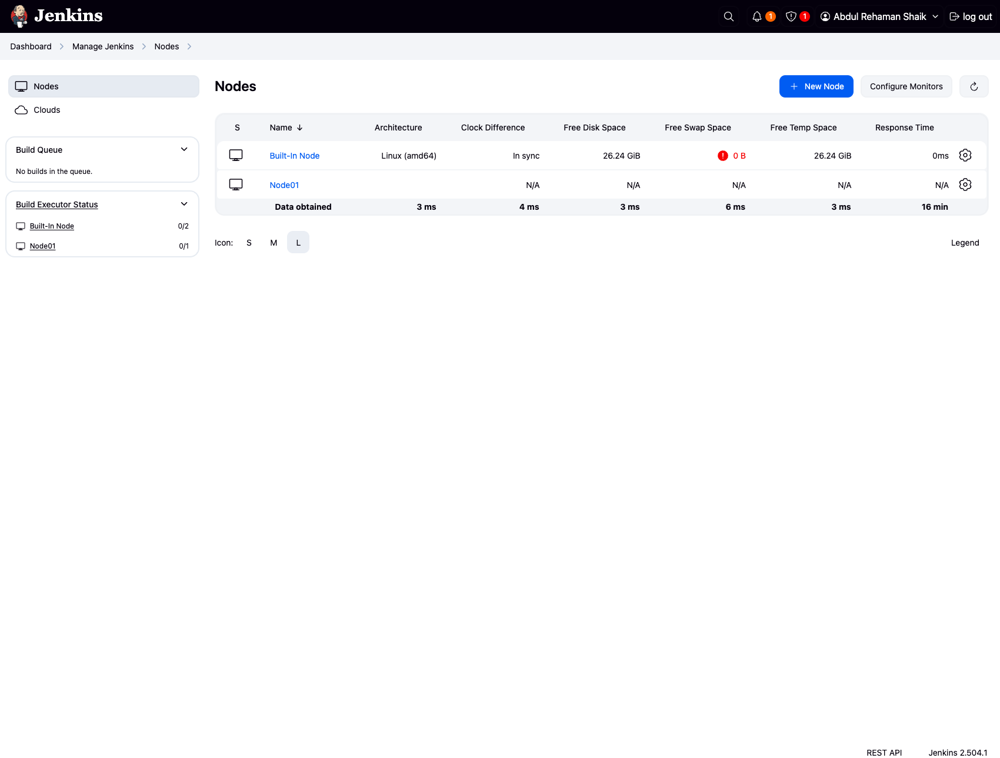 Jenkins
1
1
Abdul Rehaman Shaik
log out
Dashboard
Manage Jenkins
Nodes
Nodes
Clouds
Build Queue
No builds in the queue.
Build Executor Status
Built-In Node 0/2
Node01 0/1
Nodes
New Node
Configure Monitors
S Name ↓ Architecture Clock Difference Free Disk Space Free Swap Space Free Temp Space Response Time
Built-In Node Linux (amd64) In sync 26.24 GiB 0 B 26.24 GiB 0ms
Node01 N/A N/A N/A N/A N/A
Data obtained 3 ms 4 ms 3 ms 6 ms 3 ms 16 min
Icon: S M L
Legend
REST API
Jenkins 2.504.1